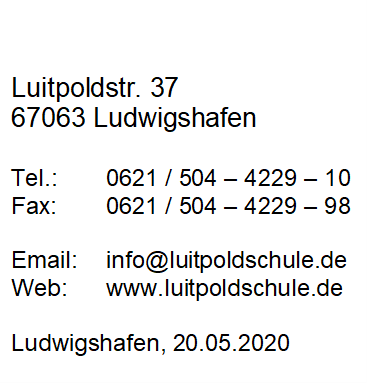 Luitpoldstr. 37
67063 Ludwigshafen
Tel.: 0621 / 504 – 4229 – 10
Fax: 0621 / 504 – 4229 – 98
Email: info@luitpoldschule.de
Web: www.luitpoldschule.de
Ludwigshafen, 20.05.2020